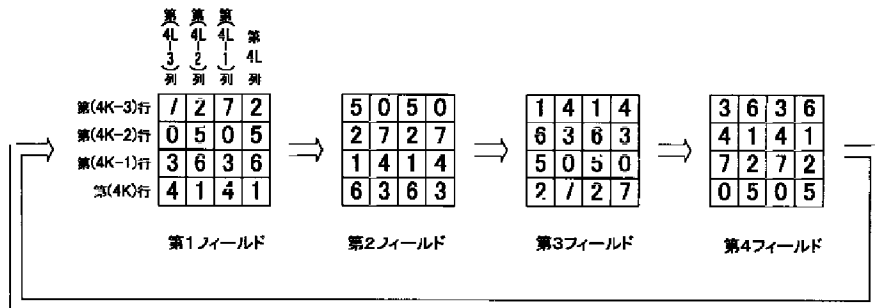 第(4L-3)列 第(4L-2)列 第(4L-1)列 第4L列
第(4K-3)行 7 2 7 2 5 0 5 0 1 4 1 4 3 6 3 6
第(4K-2)行 0 5 0 5 2 7 2 7 6 3 6 3 4 1 4 1
第(4K-1)行 3 6 3 6 1 4 1 4 5 0 5 0 7 2 7 2
第(4K)行 4 1 4 1 6 3 6 3 2 7 2 7 0 5 0 5
第1フィールド 第2フィールド 第3フィールド 第4フィールド